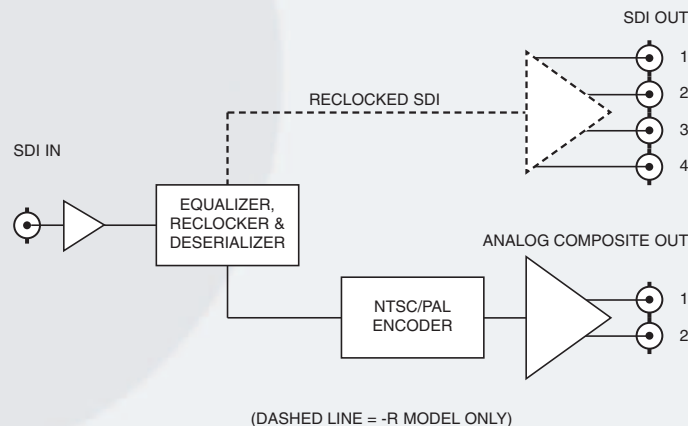 SDI OUT
1
RECLOCKED SDI
2
3
SDI IN
4
EQUALIZER,
RECLOCKER &
DESERIALIZER
ANALOG COMPOSITE OUT
1
NTSC/PAL
ENCODER
2
(DASHED LINE = -R MODEL ONLY)